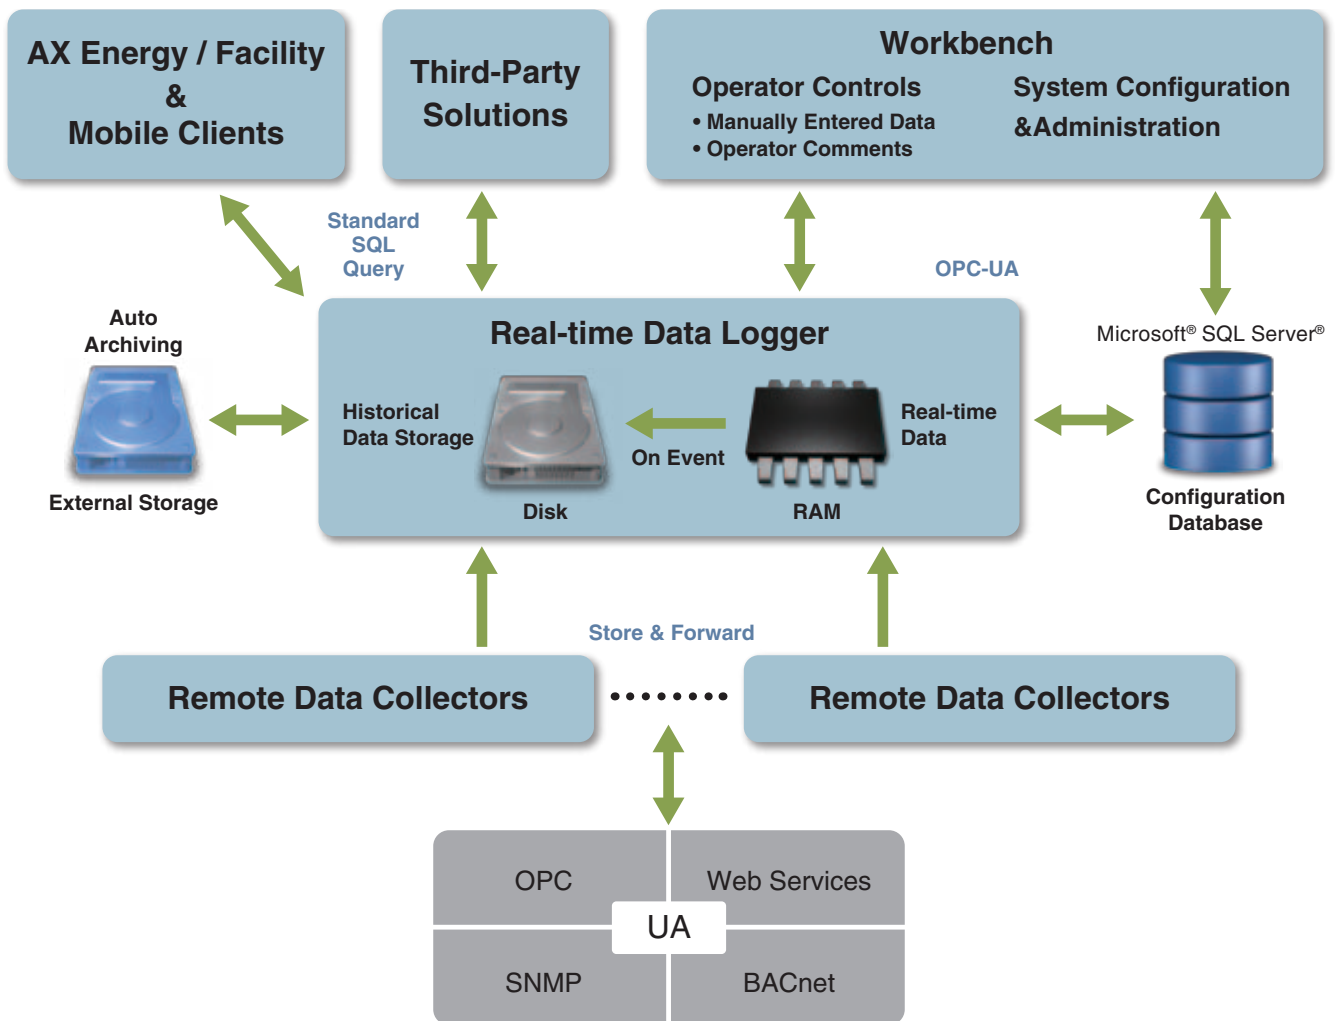 AX Energy / Facility
&
Mobile Clients
Third-Party
Solutions
Workbench
Operator Controls
• Manually Entered Data
• Operator Comments
System Configuration
&Administration
Standard
SQL
Query
OPC-UA
Auto
Archiving
External Storage
Real-time Data Logger
Historical
Data Storage
Disk
On Event
RAM
Real-time
Data
Microsoft® SQL Server®
Configuration
Database
Store & Forward
Remote Data Collectors
Remote Data Collectors
OPC
Web Services
UA
SNMP
BACnet